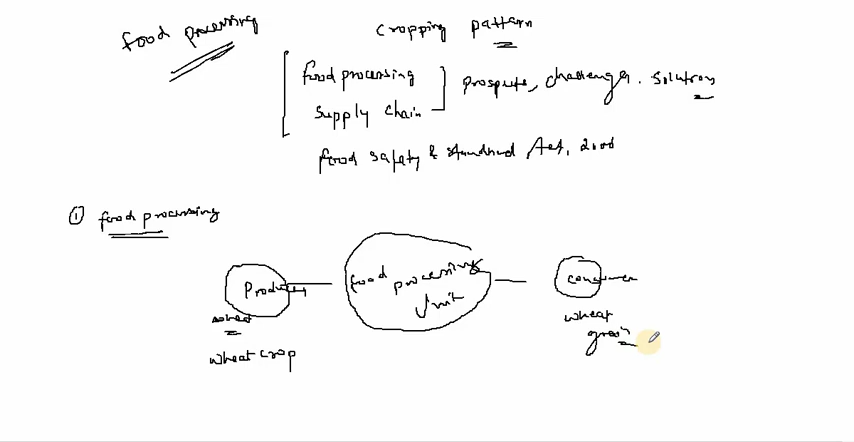 food processing
cropping pattern
food processing
supply chain
prospects, challenges. solutions
food safety & standard Act, 2006
① food processing
Producer
food processing
Unit
consumer
wheat
wheat crop
wheat
grain